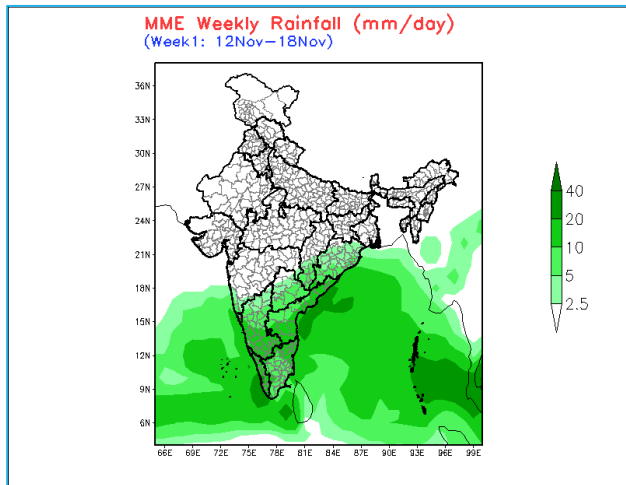 MME Weekly Rainfall (mm/day)
(Week1: 12Nov–18Nov)
36N
33N
30N
27N
24N
21N
18N
15N
12N
9N
6N
66E 69E 72E 75E 78E 81E 84E 87E 90E 93E 96E 99E
40
20
10
5
2.5